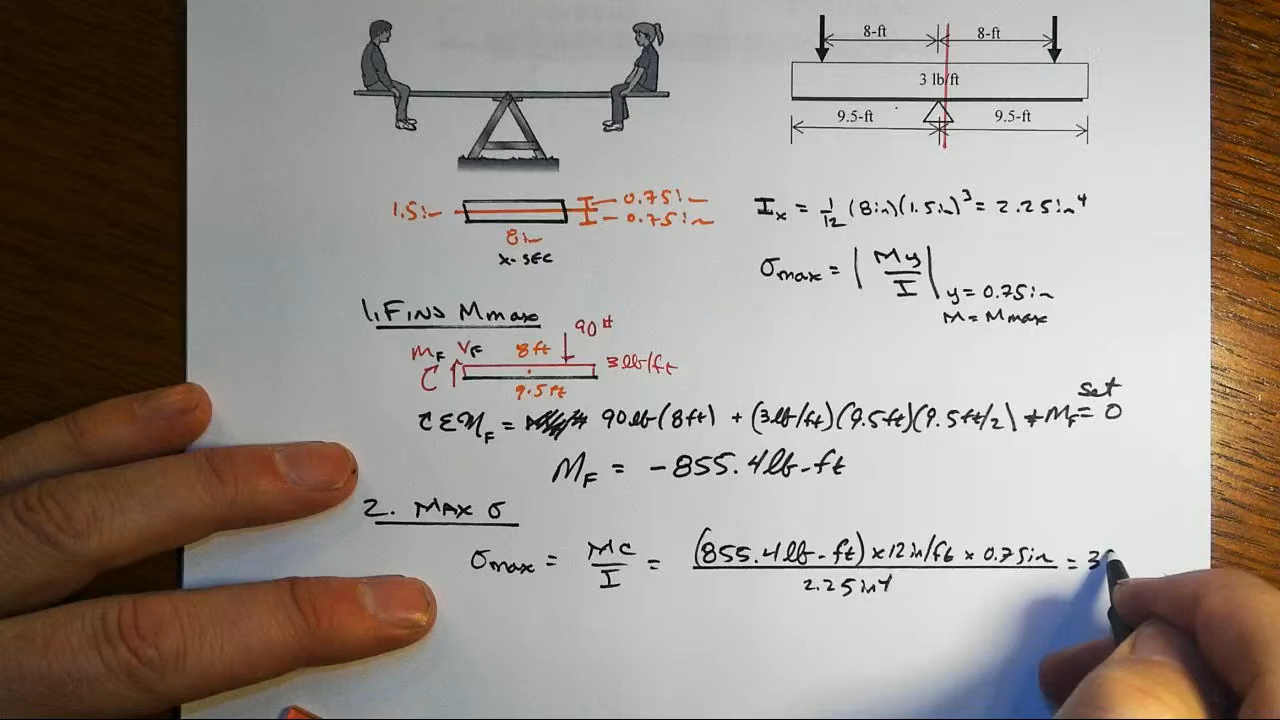 8-ft 8-ft
3 lb/ft
9.5-ft 9.5-ft
1.5in 0.75in
0.75in
8in
X-SEC
Ix = 1/12 (8in)(1.5in)^3 = 2.25in^4
σmax = | My/I | y = 0.75in
M = Mmax
1. FIND Mmax
90 lb
MF VF 8ft 3lb/ft
9.5ft
ΣMF = 90lb(8ft) + (3lb/ft)(9.5ft)(9.5ft/2) + MF = 0
set
MF = -855.4lb-ft
2. MAX σ
σmax = Mc/I = (855.4lb-ft) x 12in/ft x 0.75in / 2.25in4 = 3